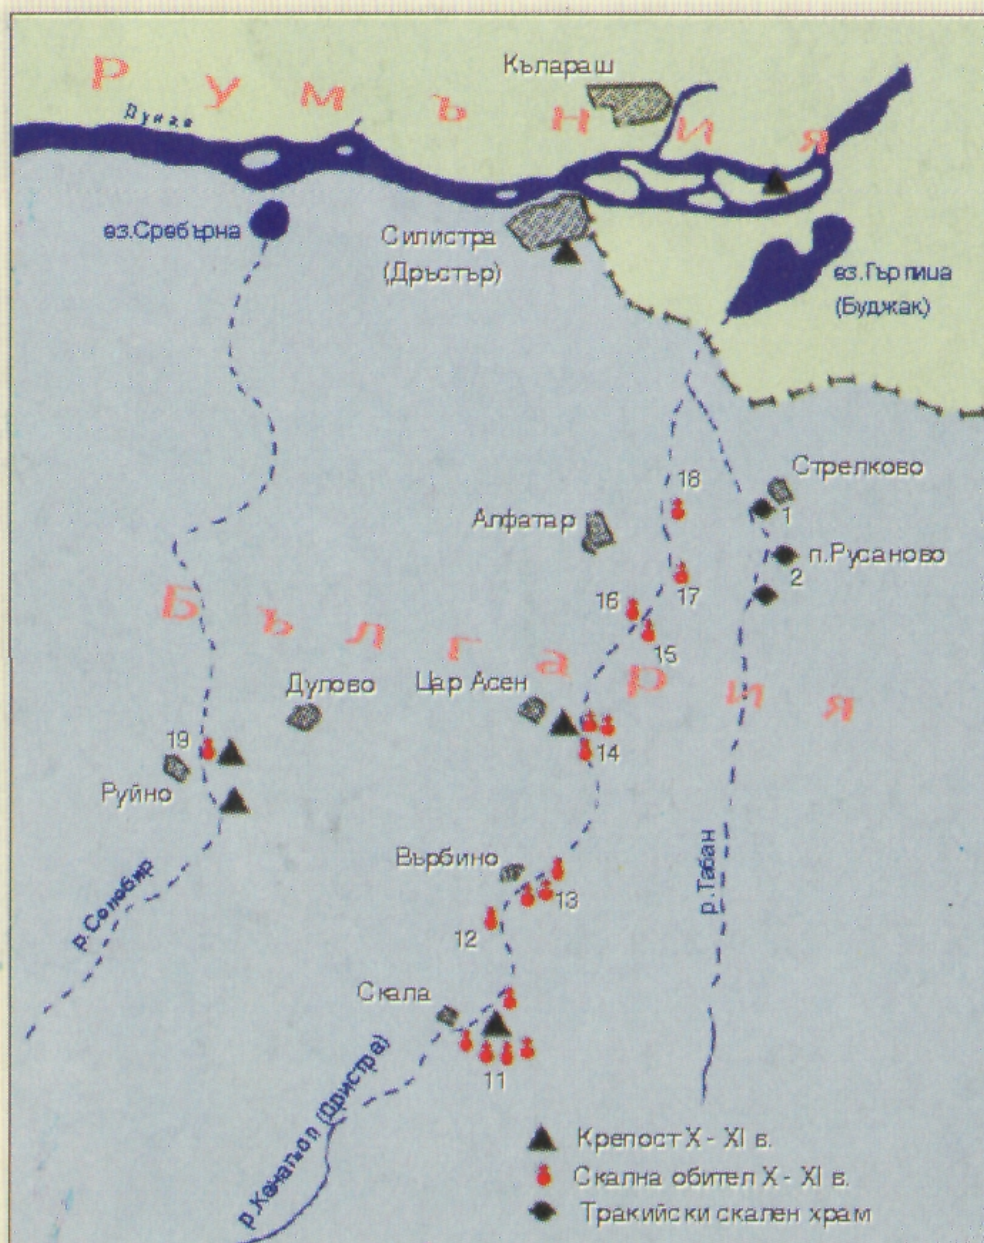 Румъния
Кълараш
Дунав
ез.Сребърна
Силистра
(Дръстър)
ез.Гърлица
(Буджак)
Стрелково
18
1
Алфатар
п.Русаново
2
17
16
15
България
Цар Асен
Дулово
14
19
Руйно
Върбино
13
12
р.Табан
р.Сенебир
Скала
11
р.Канагьол (Дристра)
Крепост X - XI в.
Скална обител X - XI в.
Тракийски скален храм